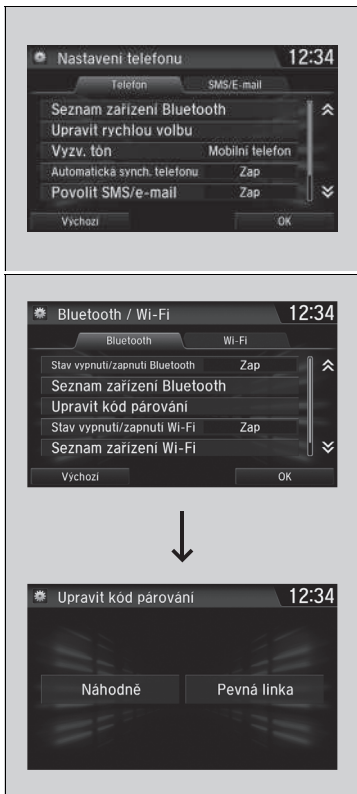 Nastavení telefonu 12:34
Telefon SMS/E-mail
Seznam zařízení Bluetooth
Upravit rychlou volbu
Vyzv. tón Mobilní telefon
Automatická synch. telefonu Zap
Povolit SMS/e-mail Zap
Výchozí OK
Bluetooth / Wi-Fi 12:34
Bluetooth Wi-Fi
Stav vypnutí/zapnutí Bluetooth Zap
Seznam zařízení Bluetooth
Upravit kód párování
Stav vypnutí/zapnutí Wi-Fi Zap
Seznam zařízení Wi-Fi
Výchozí OK
Upravit kód párování 12:34
Náhodně Pevná linka